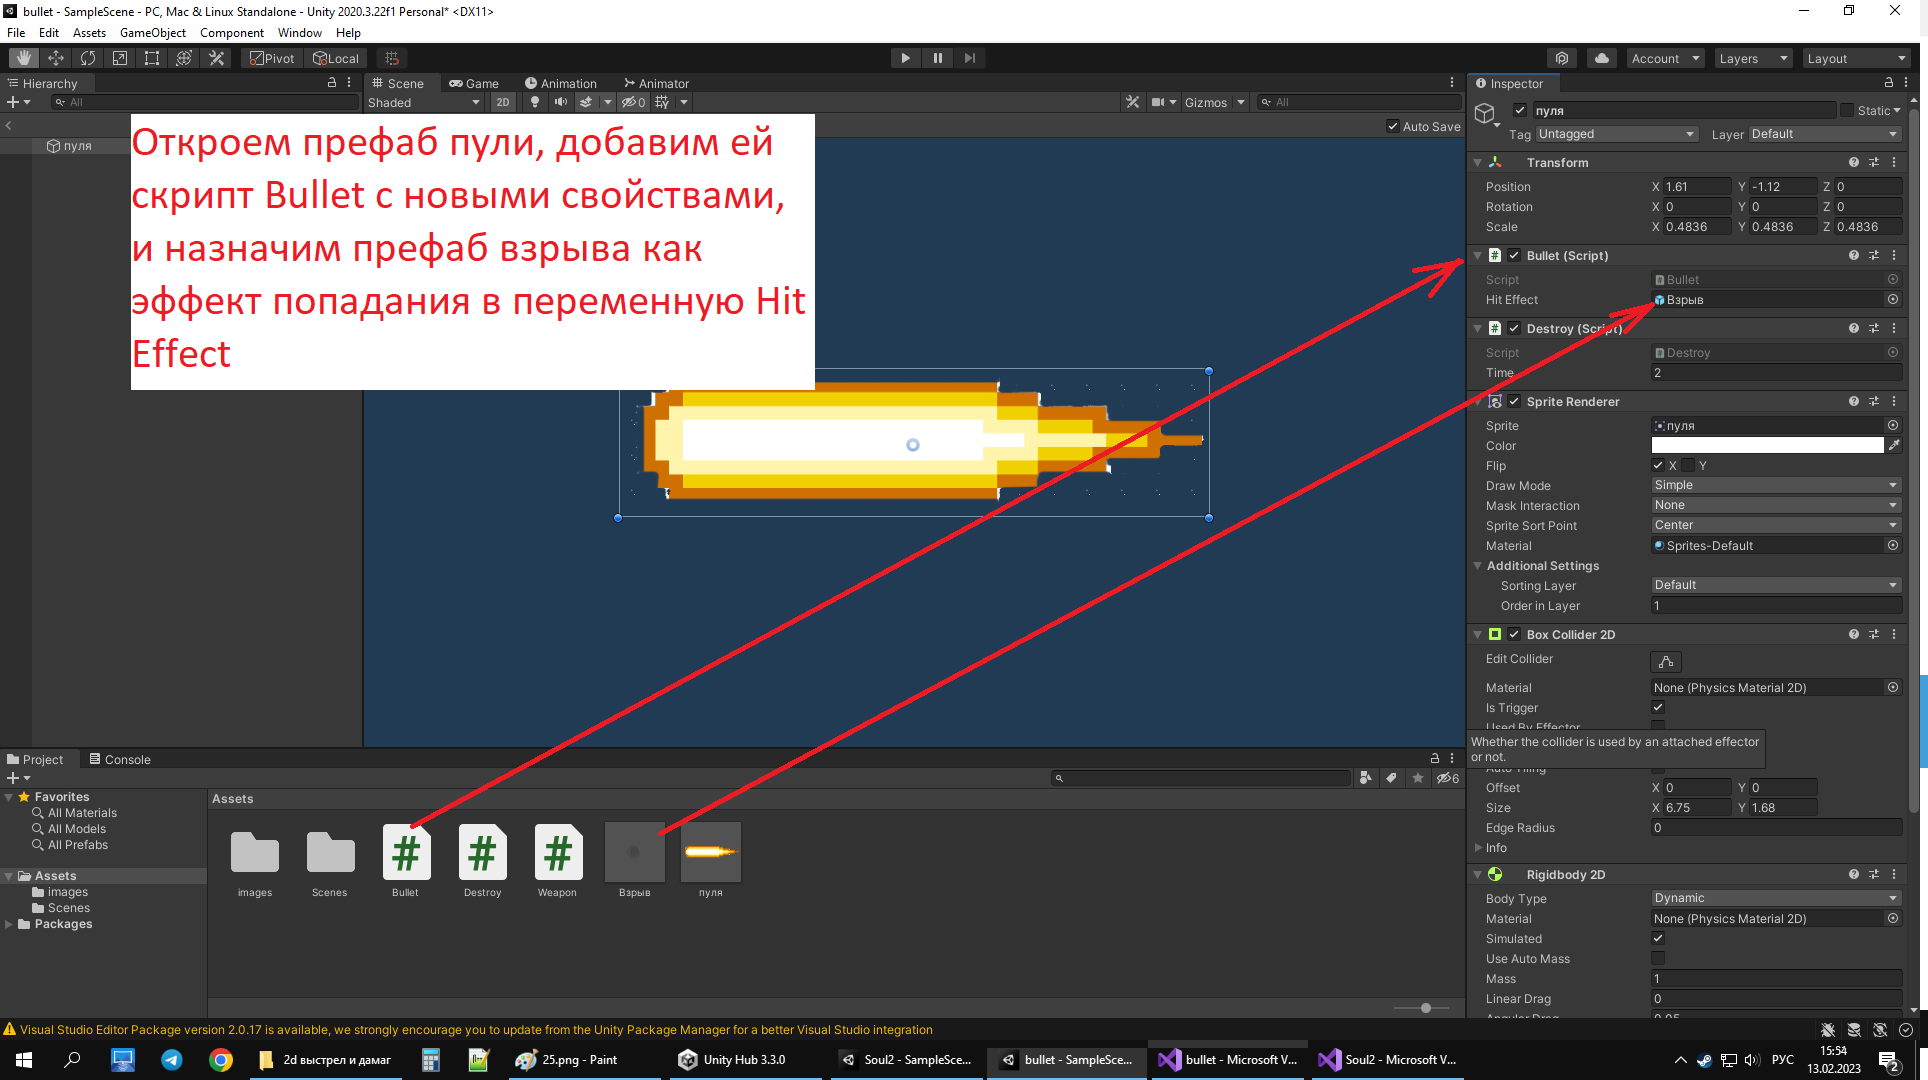 bullet - SampleScene - PC, Mac & Linux Standalone - Unity 2020.3.22f1 Personal* <DX11>
File Edit Assets GameObject Component Window Help
Pivot Local Account Layers Layout
Hierarchy
All
Scene Game Animation Animator
Shaded 2D 0 Gizmos All
Auto Save
пуля
Откроем префаб пули, добавим ей
скрипт Bullet с новыми свойствами,
и назначим префаб взрыва как
эффект попадания в переменную Hit
Effect
Inspector
пуля Static
Tag Untagged Layer Default
Transform
Position X 1.61 Y -1.12 Z 0
Rotation X 0 Y 0 Z 0
Scale X 0.4836 Y 0.4836 Z 0.4836
Bullet (Script)
Script Bullet
Hit Effect Взрыв
Destroy (Script)
Script Destroy
Time 2
Sprite Renderer
Sprite пуля
Color
Flip X Y
Draw Mode Simple
Mask Interaction None
Sprite Sort Point Center
Material Sprites-Default
Additional Settings
Sorting Layer Default
Order in Layer 1
Box Collider 2D
Edit Collider
Material None (Physics Material 2D)
Is Trigger
Used By Effector
Whether the collider is used by an attached effector
or not.
Auto Tiling
Offset X 0 Y 0
Size X 6.75 Y 1.68
Edge Radius 0
Info
Rigidbody 2D
Body Type Dynamic
Material None (Physics Material 2D)
Simulated
Use Auto Mass
Mass 1
Linear Drag 0
Angular Drag 0.05
Project Console
6
Favorites
All Materials
All Models
All Prefabs
Assets
images
Scenes
Packages
Assets
images Scenes Bullet Destroy Weapon Взрыв пуля
Visual Studio Editor Package version 2.0.17 is available, we strongly encourage you to update from the Unity Package Manager for a better Visual Studio integration
2d выстрел и дамаг 25.png - Paint Unity Hub 3.3.0 Soul2 - SampleSce... bullet - SampleSce... bullet - Microsoft V... Soul2 - Microsoft V... РУС
15:54
13.02.2023
2